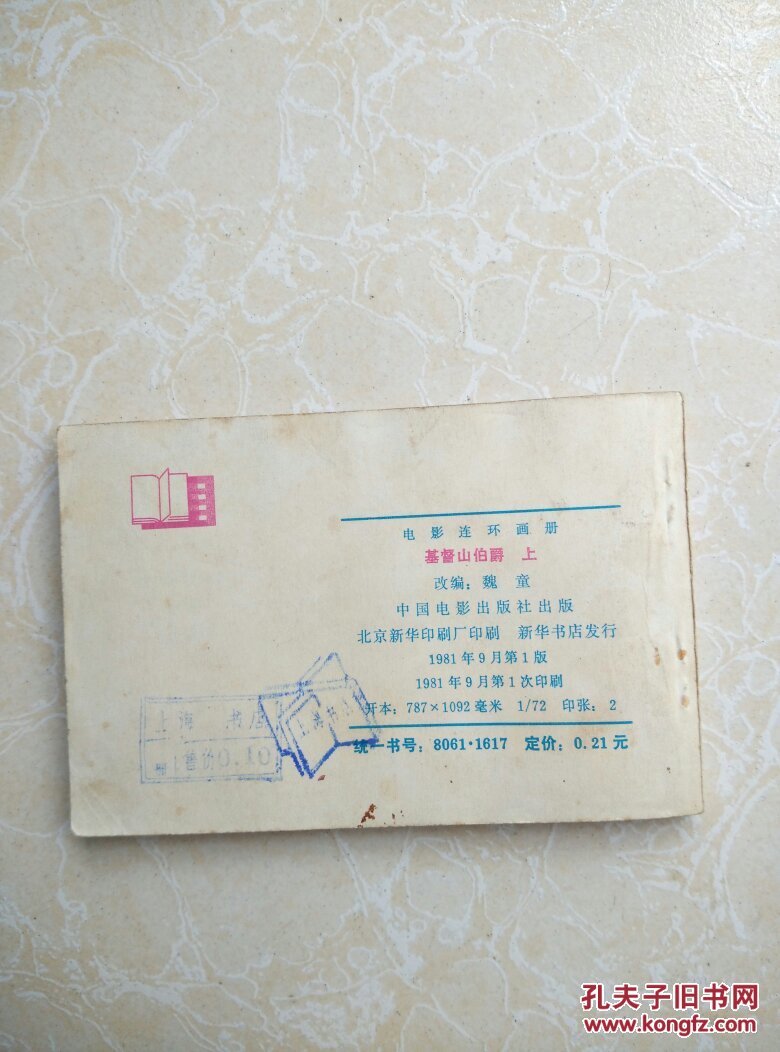 电影连环画册
基督山伯爵 上
改编：魏 童
中国电影出版社出版
北京新华印刷厂印刷 新华书店发行
1981年9月第1版
1981年9月第1次印刷
开本：787×1092毫米 1/72 印张：2
统一书号：8061·1617 定价：0.21元
上海 书店
售价0.10
孔夫子旧书网
www.kongfz.com